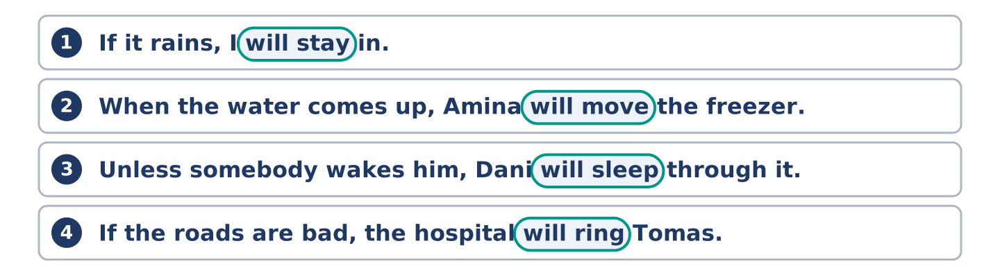 1 If it rains, I will stay in.
2 When the water comes up, Amina will move the freezer.
3 Unless somebody wakes him, Dani will sleep through it.
4 If the roads are bad, the hospital will ring Tomas.